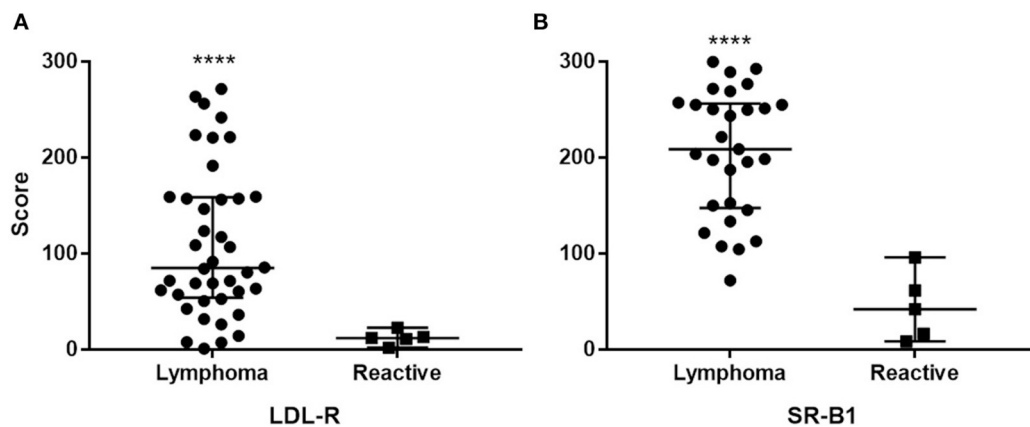 A
B
****
****
300
200
100
0
Score
Lymphoma Reactive
LDL-R
300
200
100
0
Lymphoma Reactive
SR-B1